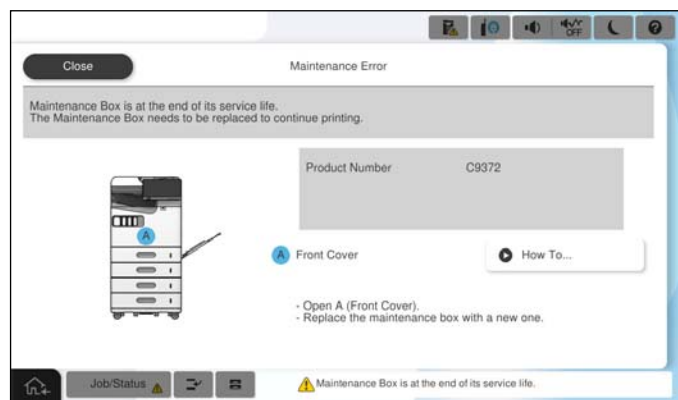 OFF
Close
Maintenance Error
Maintenance Box is at the end of its service life.
The Maintenance Box needs to be replaced to continue printing.
Product Number C9372
A
A Front Cover
How To...
- Open A (Front Cover).
- Replace the maintenance box with a new one.
Job/Status
Maintenance Box is at the end of its service life.